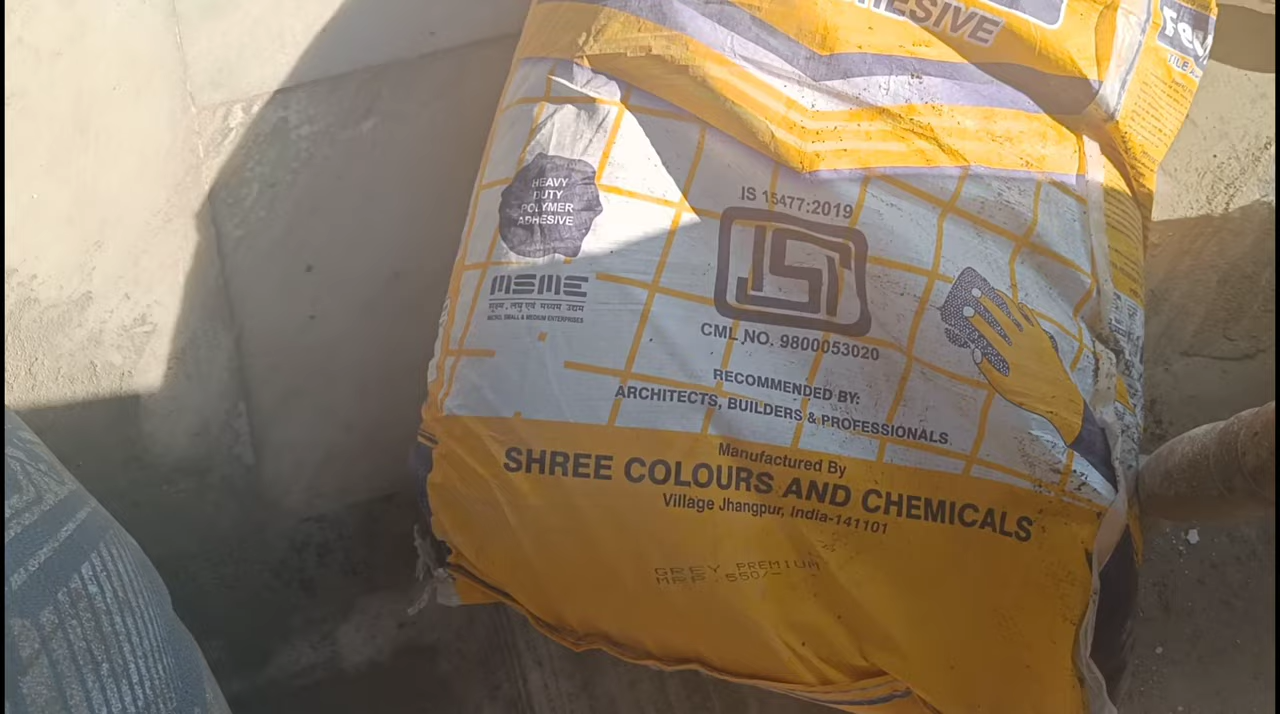 ADHESIVE
TILE
HEAVY
DUTY
POLYMER
ADHESIVE
IS 15477:2019
ISI
MSME
सूक्ष्म, लघु एवं मध्यम उद्यम
MICRO, SMALL & MEDIUM ENTERPRISES
CML NO. 9800053020
RECOMMENDED BY:
ARCHITECTS, BUILDERS & PROFESSIONALS
Manufactured By
SHREE COLOURS AND CHEMICALS
Village Jhangpur, India-141101
GREY PREMIUM
MRP 550/-